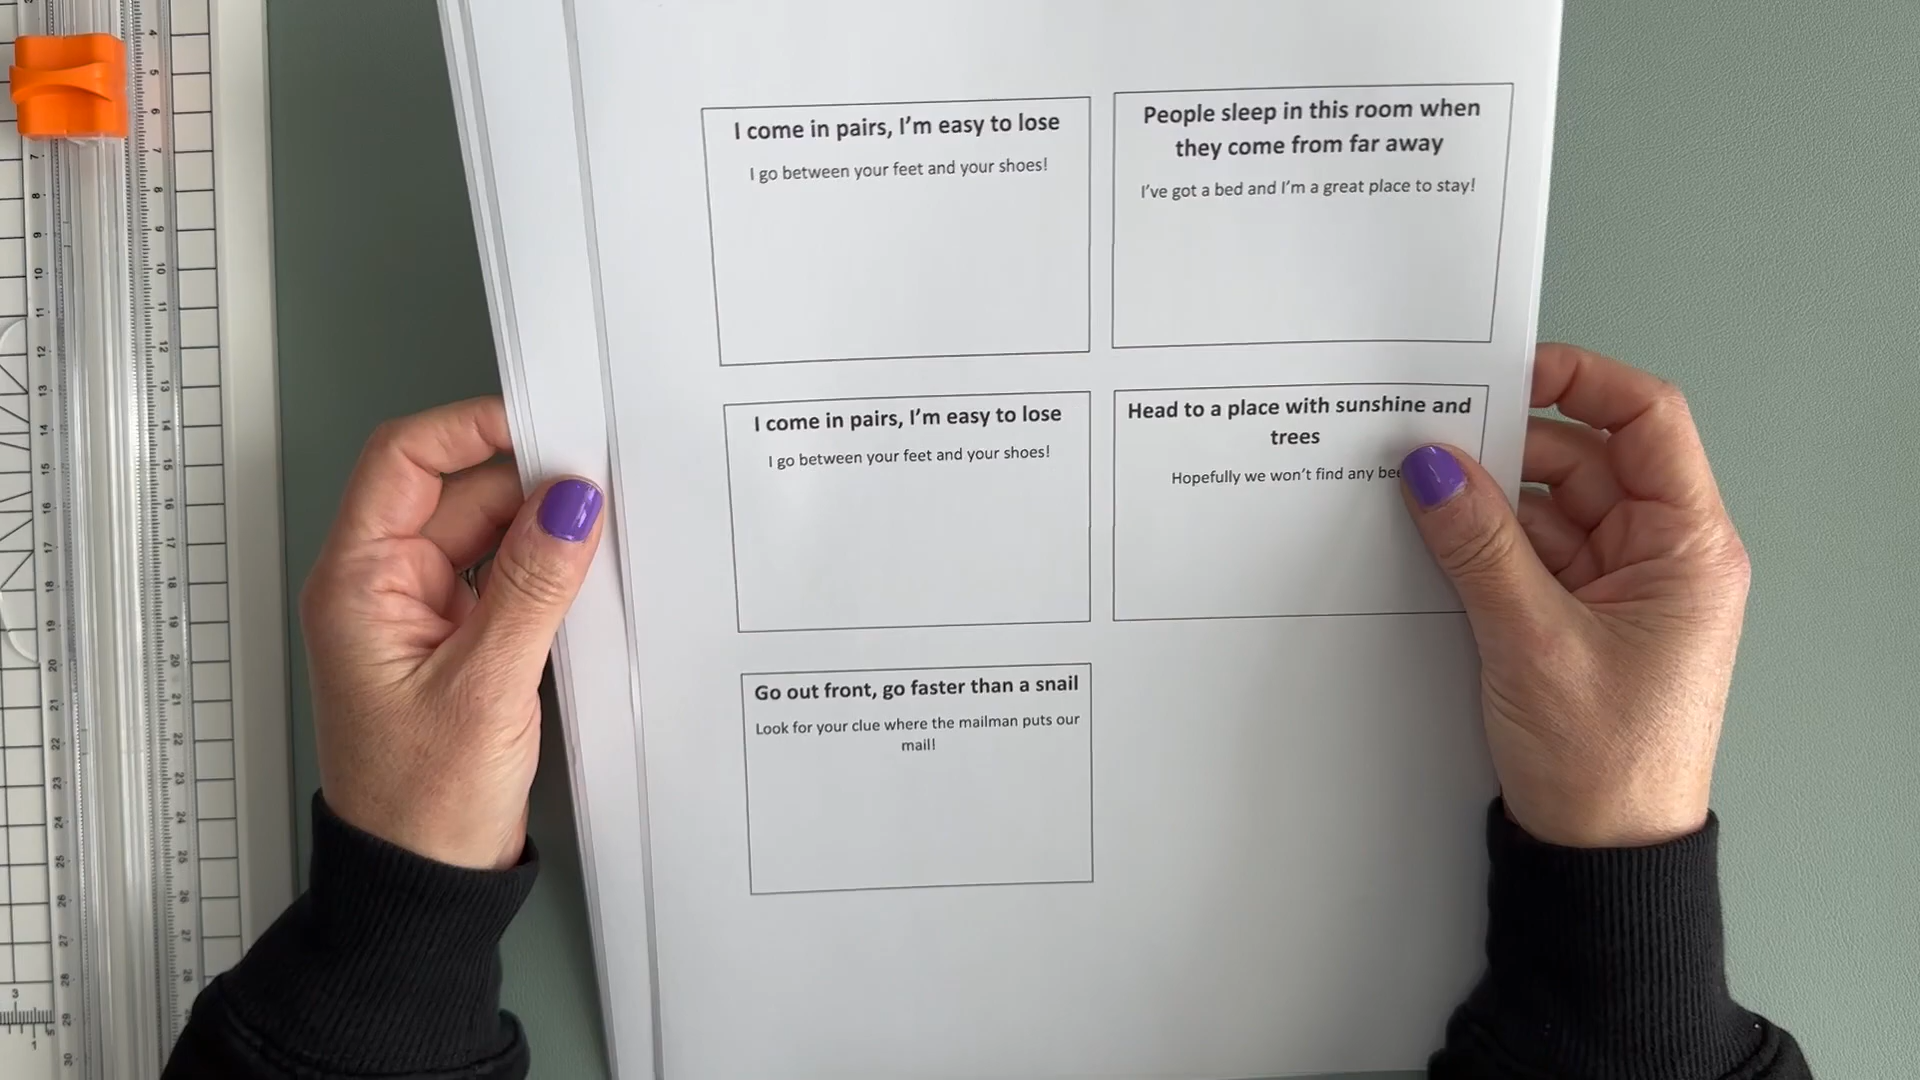 I come in pairs, I'm easy to lose
I go between your feet and your shoes!
People sleep in this room when
they come from far away
I've got a bed and I'm a great place to stay!
I come in pairs, I'm easy to lose
I go between your feet and your shoes!
Head to a place with sunshine and
trees
Hopefully we won't find any
Go out front, go faster than a snail
Look for your clue where the mailman puts our
mail!